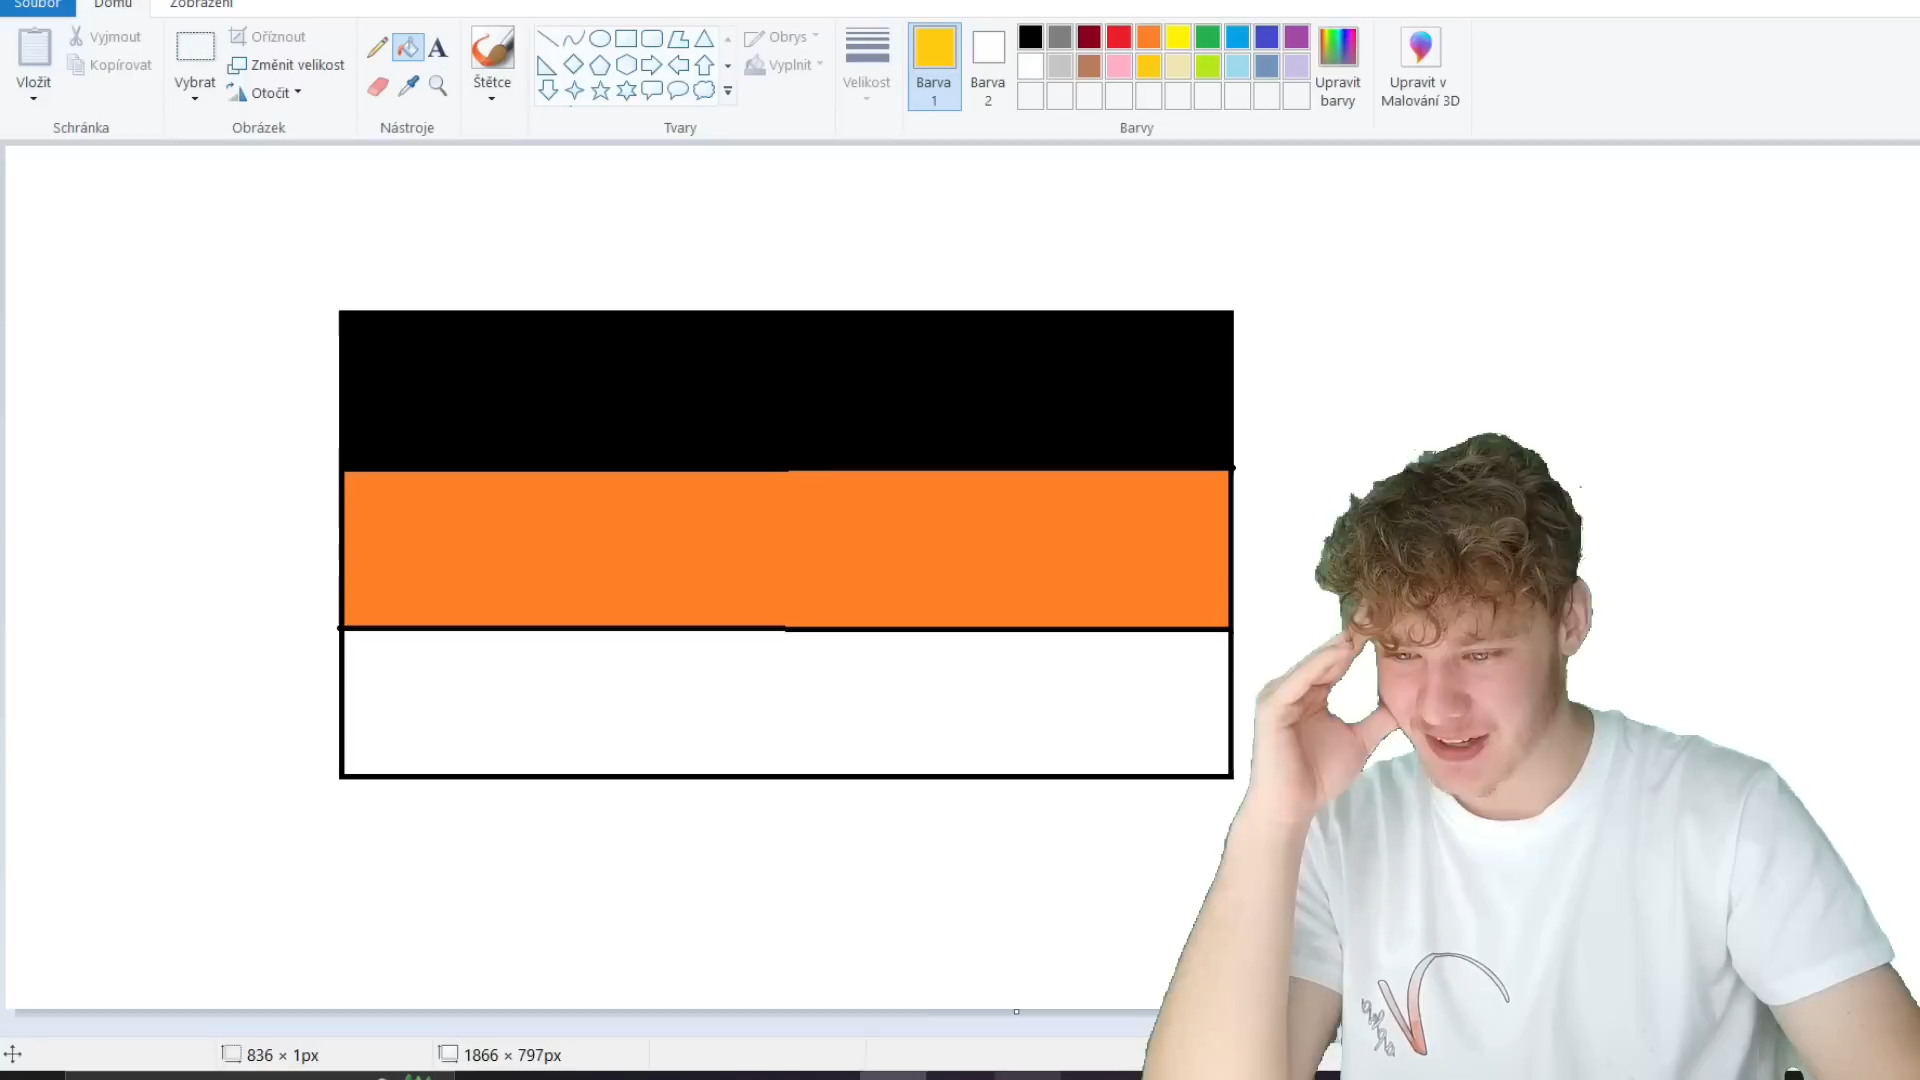 Soubor Domů Zobrazení
Vložit
Vyjmout
Kopírovat
Schránka
Vybrat
Oříznout
Změnit velikost
Otočit
Obrázek
A
Nástroje
Štětce
Obrys
Vyplnit
Tvary
Velikost
Barva
1
Barva
2
Upravit
barvy
Barvy
Upravit v
Malování 3D
836 × 1px
1866 × 797px